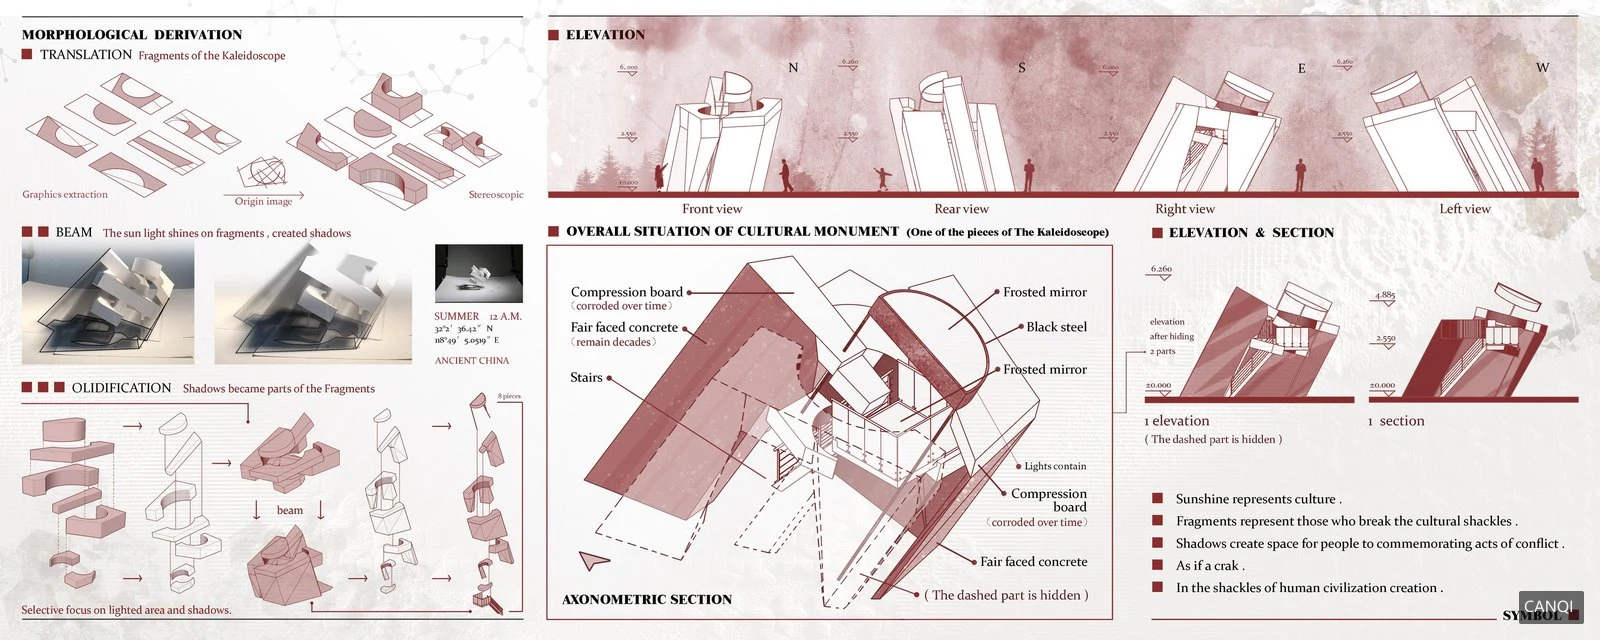 MORPHOLOGICAL DERIVATION
TRANSLATION Fragments of the Kaleidoscope
Graphics extraction
Origin image
Stereoscopic
BEAM The sun light shines on fragments , created shadows
SUMMER 12 A.M.
32°2′ 36.42″ N
118°49′ 5.0519″ E
ANCIENT CHINA
OLIDIFICATION Shadows became parts of the Fragments
8 pieces
beam
Selective focus on lighted area and shadows.
ELEVATION
6.000
2.550
±0.000
N
6.260
2.550
S
6.000
2.550
E
6.260
2.550
W
Front view
Rear view
Right view
Left view
OVERALL SITUATION OF CULTURAL MONUMENT (One of the pieces of The Kaleidoscope)
Compression board
(corroded over time)
Fair faced concrete
(remain decades)
Stairs
Frosted mirror
Black steel
Frosted mirror
Lights contain
Compression
board
(corroded over time)
Fair faced concrete
( The dashed part is hidden )
AXONOMETRIC SECTION
ELEVATION & SECTION
6.260
elevation
after hiding
2 parts
±0.000
1 elevation
( The dashed part is hidden )
4.885
2.550
±0.000
1 section
Sunshine represents culture .
Fragments represent those who break the cultural shackles .
Shadows create space for people to commemorating acts of conflict .
As if a crak .
In the shackles of human civilization creation .
SYMBOL
CANQI